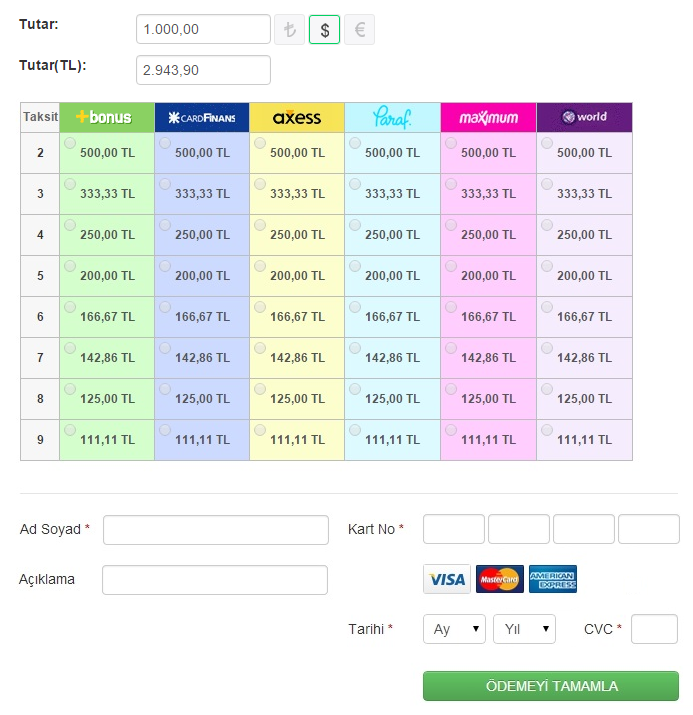 Tutar: 1.000,00 ₺ $ €
Tutar(TL): 2.943,90
Taksit +bonus CARDFINANS axess Paraf. maximum world
2 500,00 TL 500,00 TL 500,00 TL 500,00 TL 500,00 TL 500,00 TL
3 333,33 TL 333,33 TL 333,33 TL 333,33 TL 333,33 TL 333,33 TL
4 250,00 TL 250,00 TL 250,00 TL 250,00 TL 250,00 TL 250,00 TL
5 200,00 TL 200,00 TL 200,00 TL 200,00 TL 200,00 TL 200,00 TL
6 166,67 TL 166,67 TL 166,67 TL 166,67 TL 166,67 TL 166,67 TL
7 142,86 TL 142,86 TL 142,86 TL 142,86 TL 142,86 TL 142,86 TL
8 125,00 TL 125,00 TL 125,00 TL 125,00 TL 125,00 TL 125,00 TL
9 111,11 TL 111,11 TL 111,11 TL 111,11 TL 111,11 TL 111,11 TL
Ad Soyad * Kart No *
Açıklama VISA MasterCard AMERICAN EXPRESS
Tarihi * Ay Yıl CVC *
ÖDEMEYİ TAMAMLA